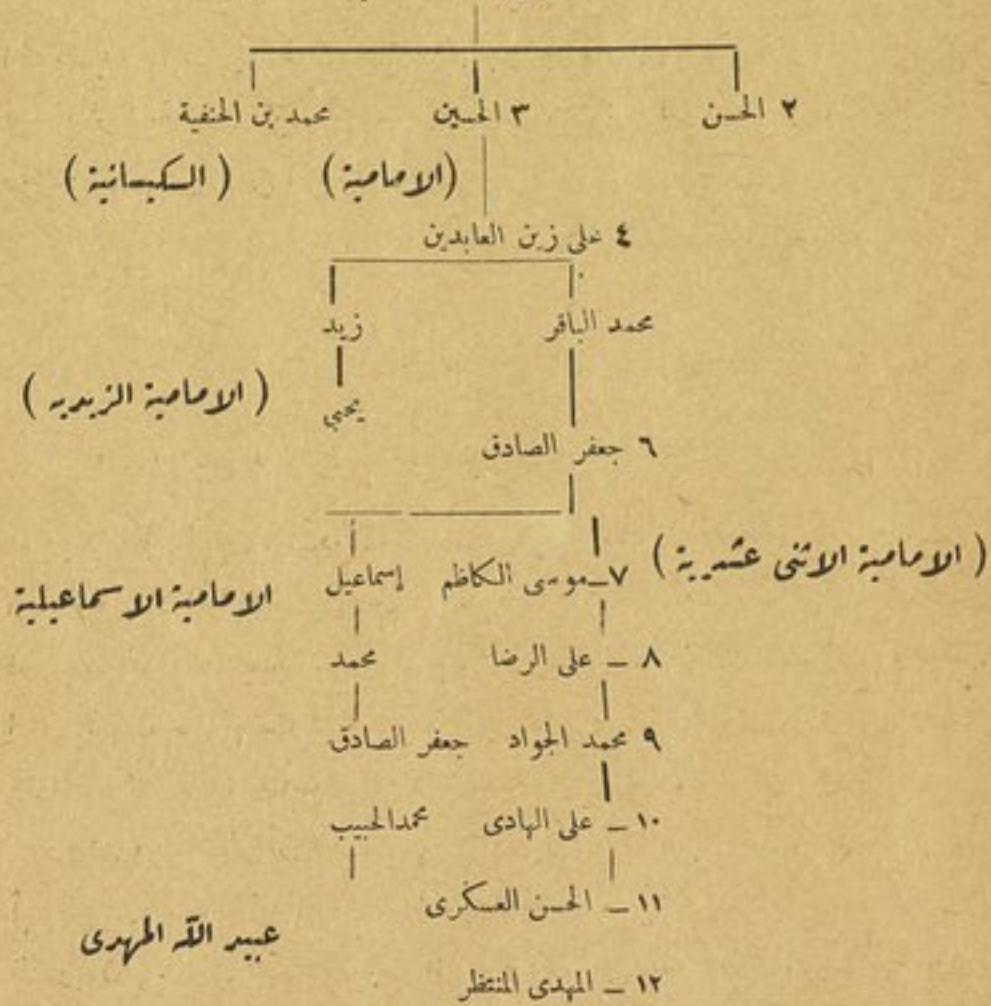 ٢ الحسن ٣ الحسين محمد بن الحنفية
(الامامية) (الكيسانية)
٤ على زين العابدين
محمد الباقر زيد
(الامامية الزيدية)
يحيى
٦ جعفر الصادق
(الامامية الاثنى عشرية)
٧ـ موسى الكاظم إسماعيل
الامامية الاسماعيلية
٨ ـ على الرضا محمد
٩ محمد الجواد جعفر الصادق
١٠ ـ على الهادى محمد الحبيب
١١ ـ الحسن العسكرى
عبيد الله المهدى
١٢ ـ المهدى المنتظر